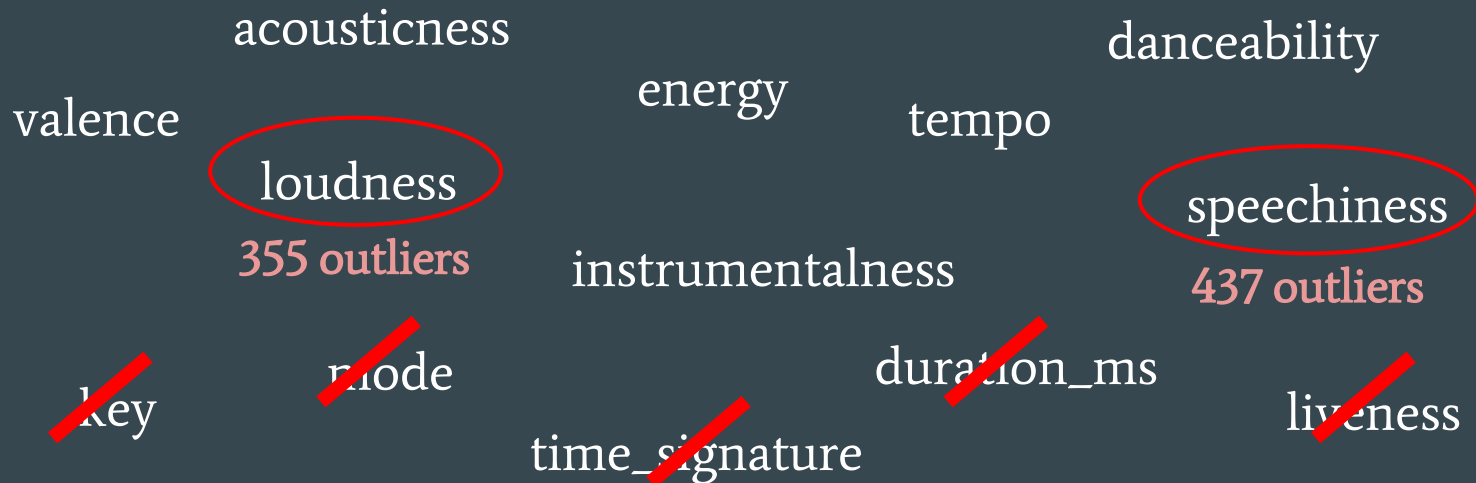 acousticness
danceability
energy
valence
tempo
loudness
speechiness
355 outliers
instrumentalness
437 outliers
mode
duration_ms
key
liveness
time_signature